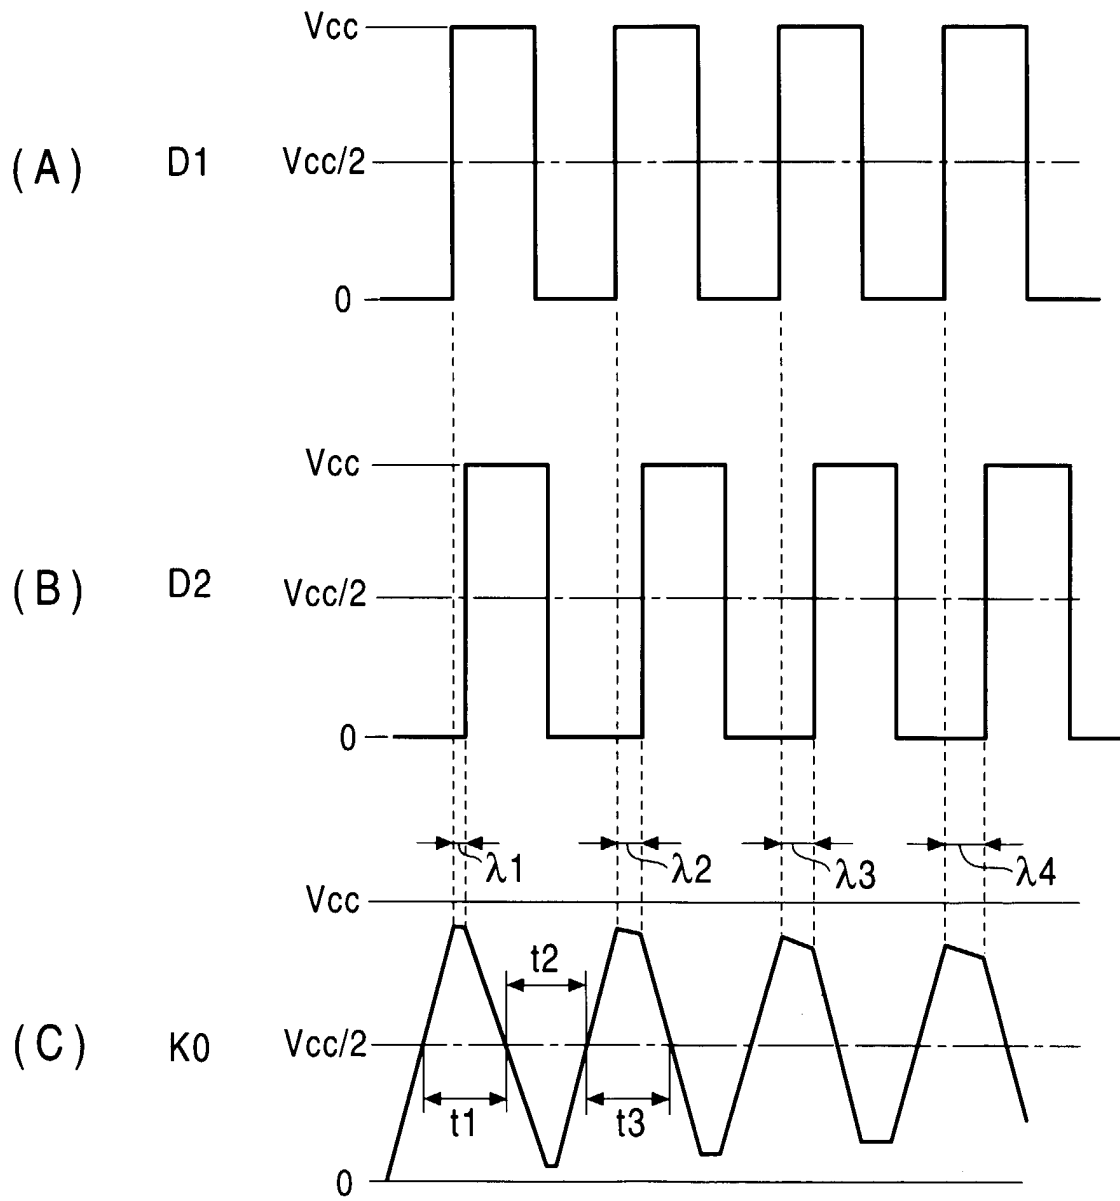 Vcc
(A) D1 Vcc/2
0
Vcc
(B) D2 Vcc/2
0
λ1 λ2 λ3 λ4
Vcc
t2
(C) K0 Vcc/2
t1 t3
0